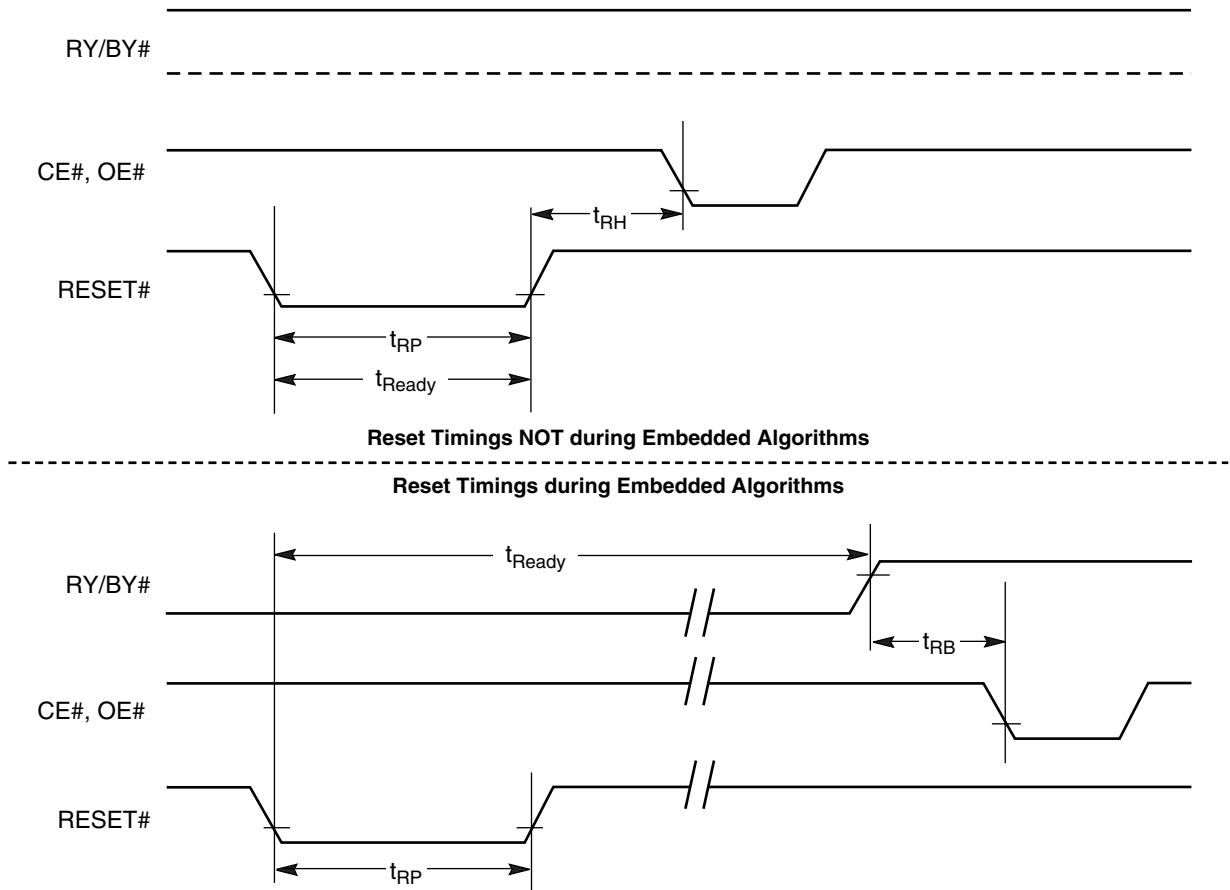 RY/BY#
CE#, OE#
tRH
RESET#
tRP
tReady
Reset Timings NOT during Embedded Algorithms
Reset Timings during Embedded Algorithms
tReady
RY/BY#
tRB
CE#, OE#
RESET#
tRP